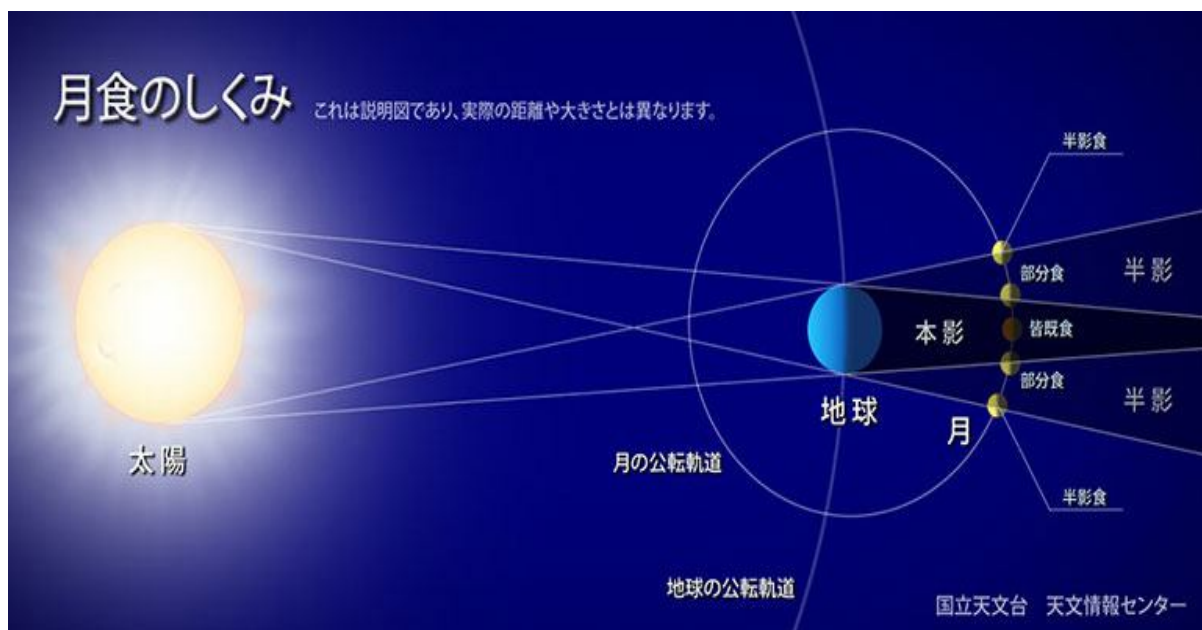 月食のしくみ
これは説明図であり、実際の距離や大きさとは異なります。
半影食
部分食
半影
本影
皆既食
部分食
半影
地球
月
太陽
月の公転軌道
半影食
地球の公転軌道
国立天文台　天文情報センター